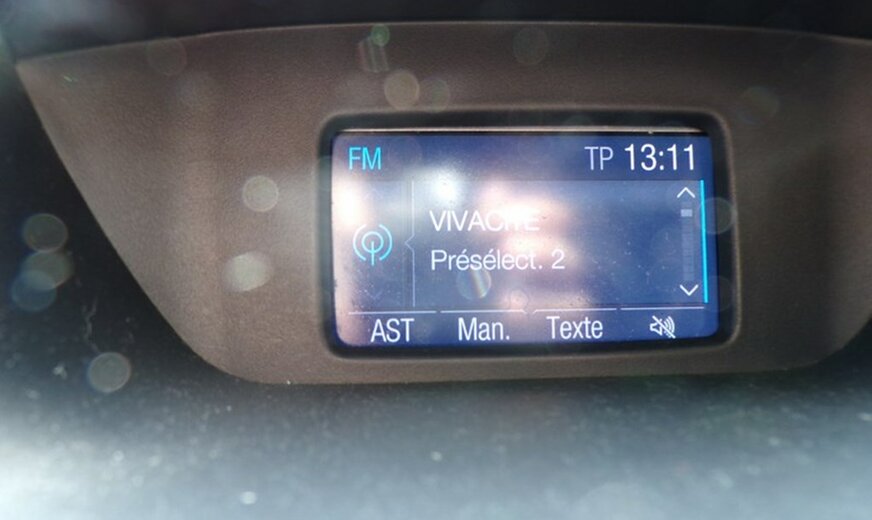 FM TP 13:11
VIVACITE
Présélect. 2
AST Man. Texte